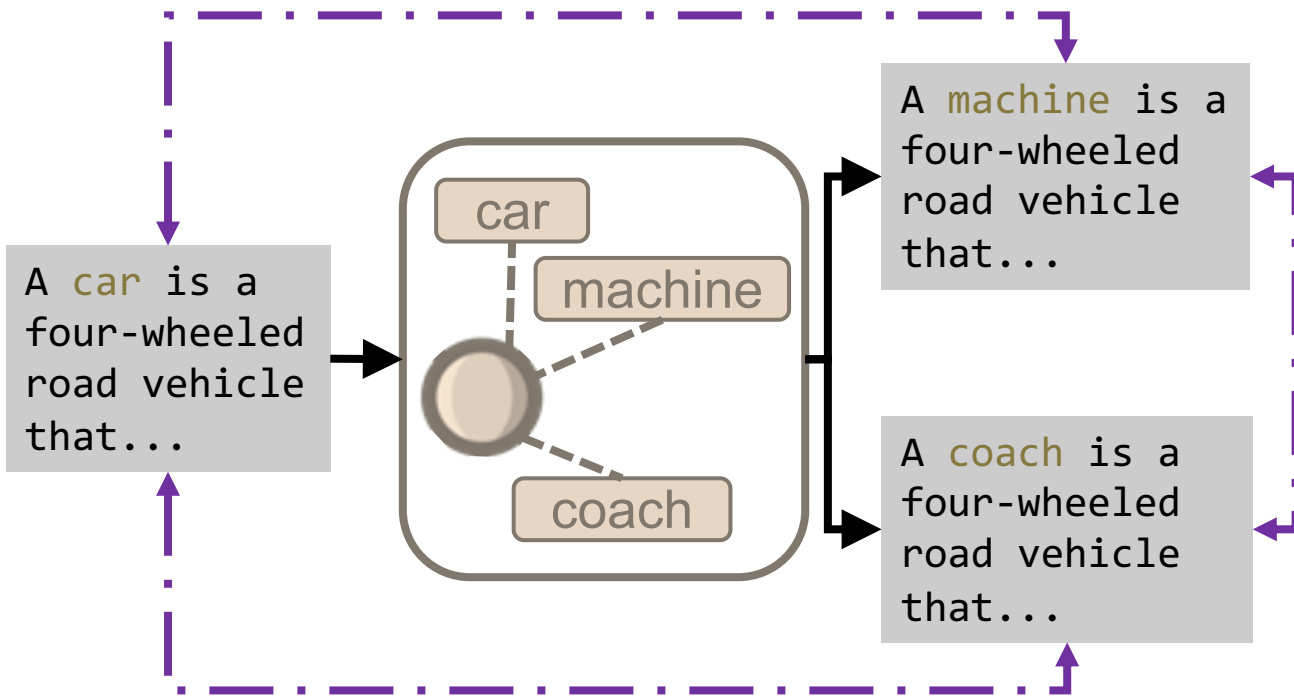 A car is a
four-wheeled
road vehicle
that...
car
machine
coach
A machine is a
four-wheeled
road vehicle
that...
A coach is a
four-wheeled
road vehicle
that...